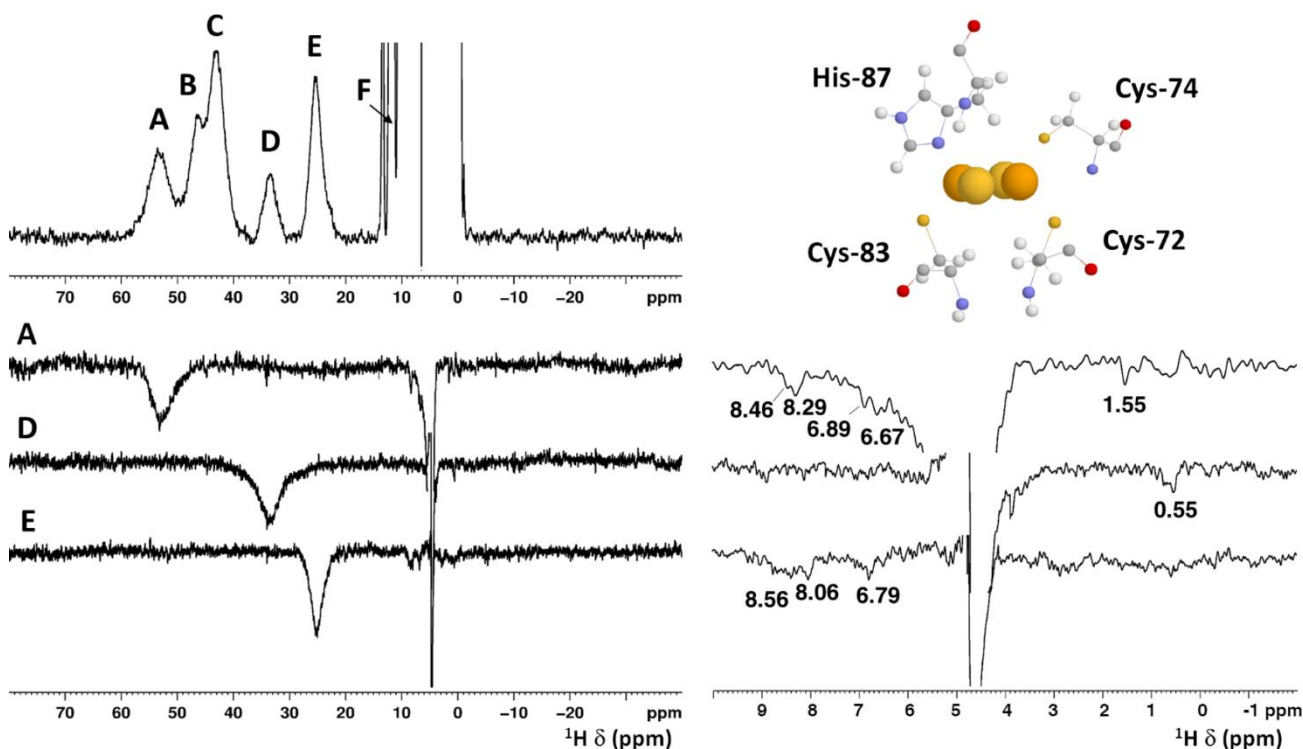 A
B
C
D
E
F
70 60 50 40 30 20 10 0 −10 −20 ppm
His-87
Cys-74
Cys-83
Cys-72
A
D
E
70 60 50 40 30 20 10 0 −10 −20 ppm
¹H δ (ppm)
8.46 8.29 6.89 6.67 1.55
0.55
8.56 8.06 6.79
9 8 7 6 5 4 3 2 1 0 -1 ppm
¹H δ (ppm)